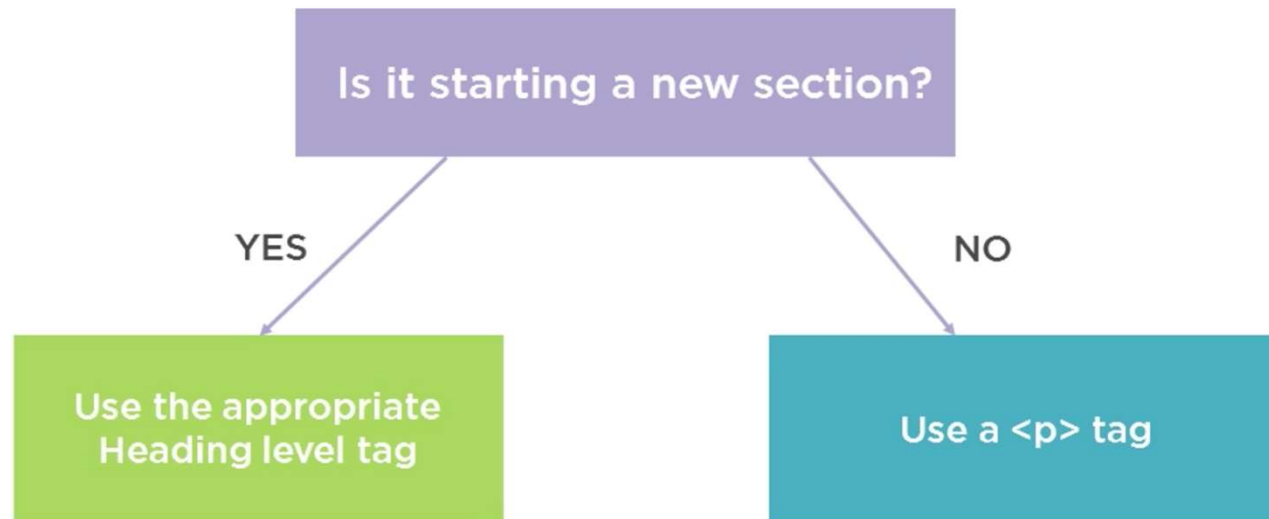 Is it starting a new section?
YES
NO
Use the appropriate
Heading level tag
Use a <p> tag